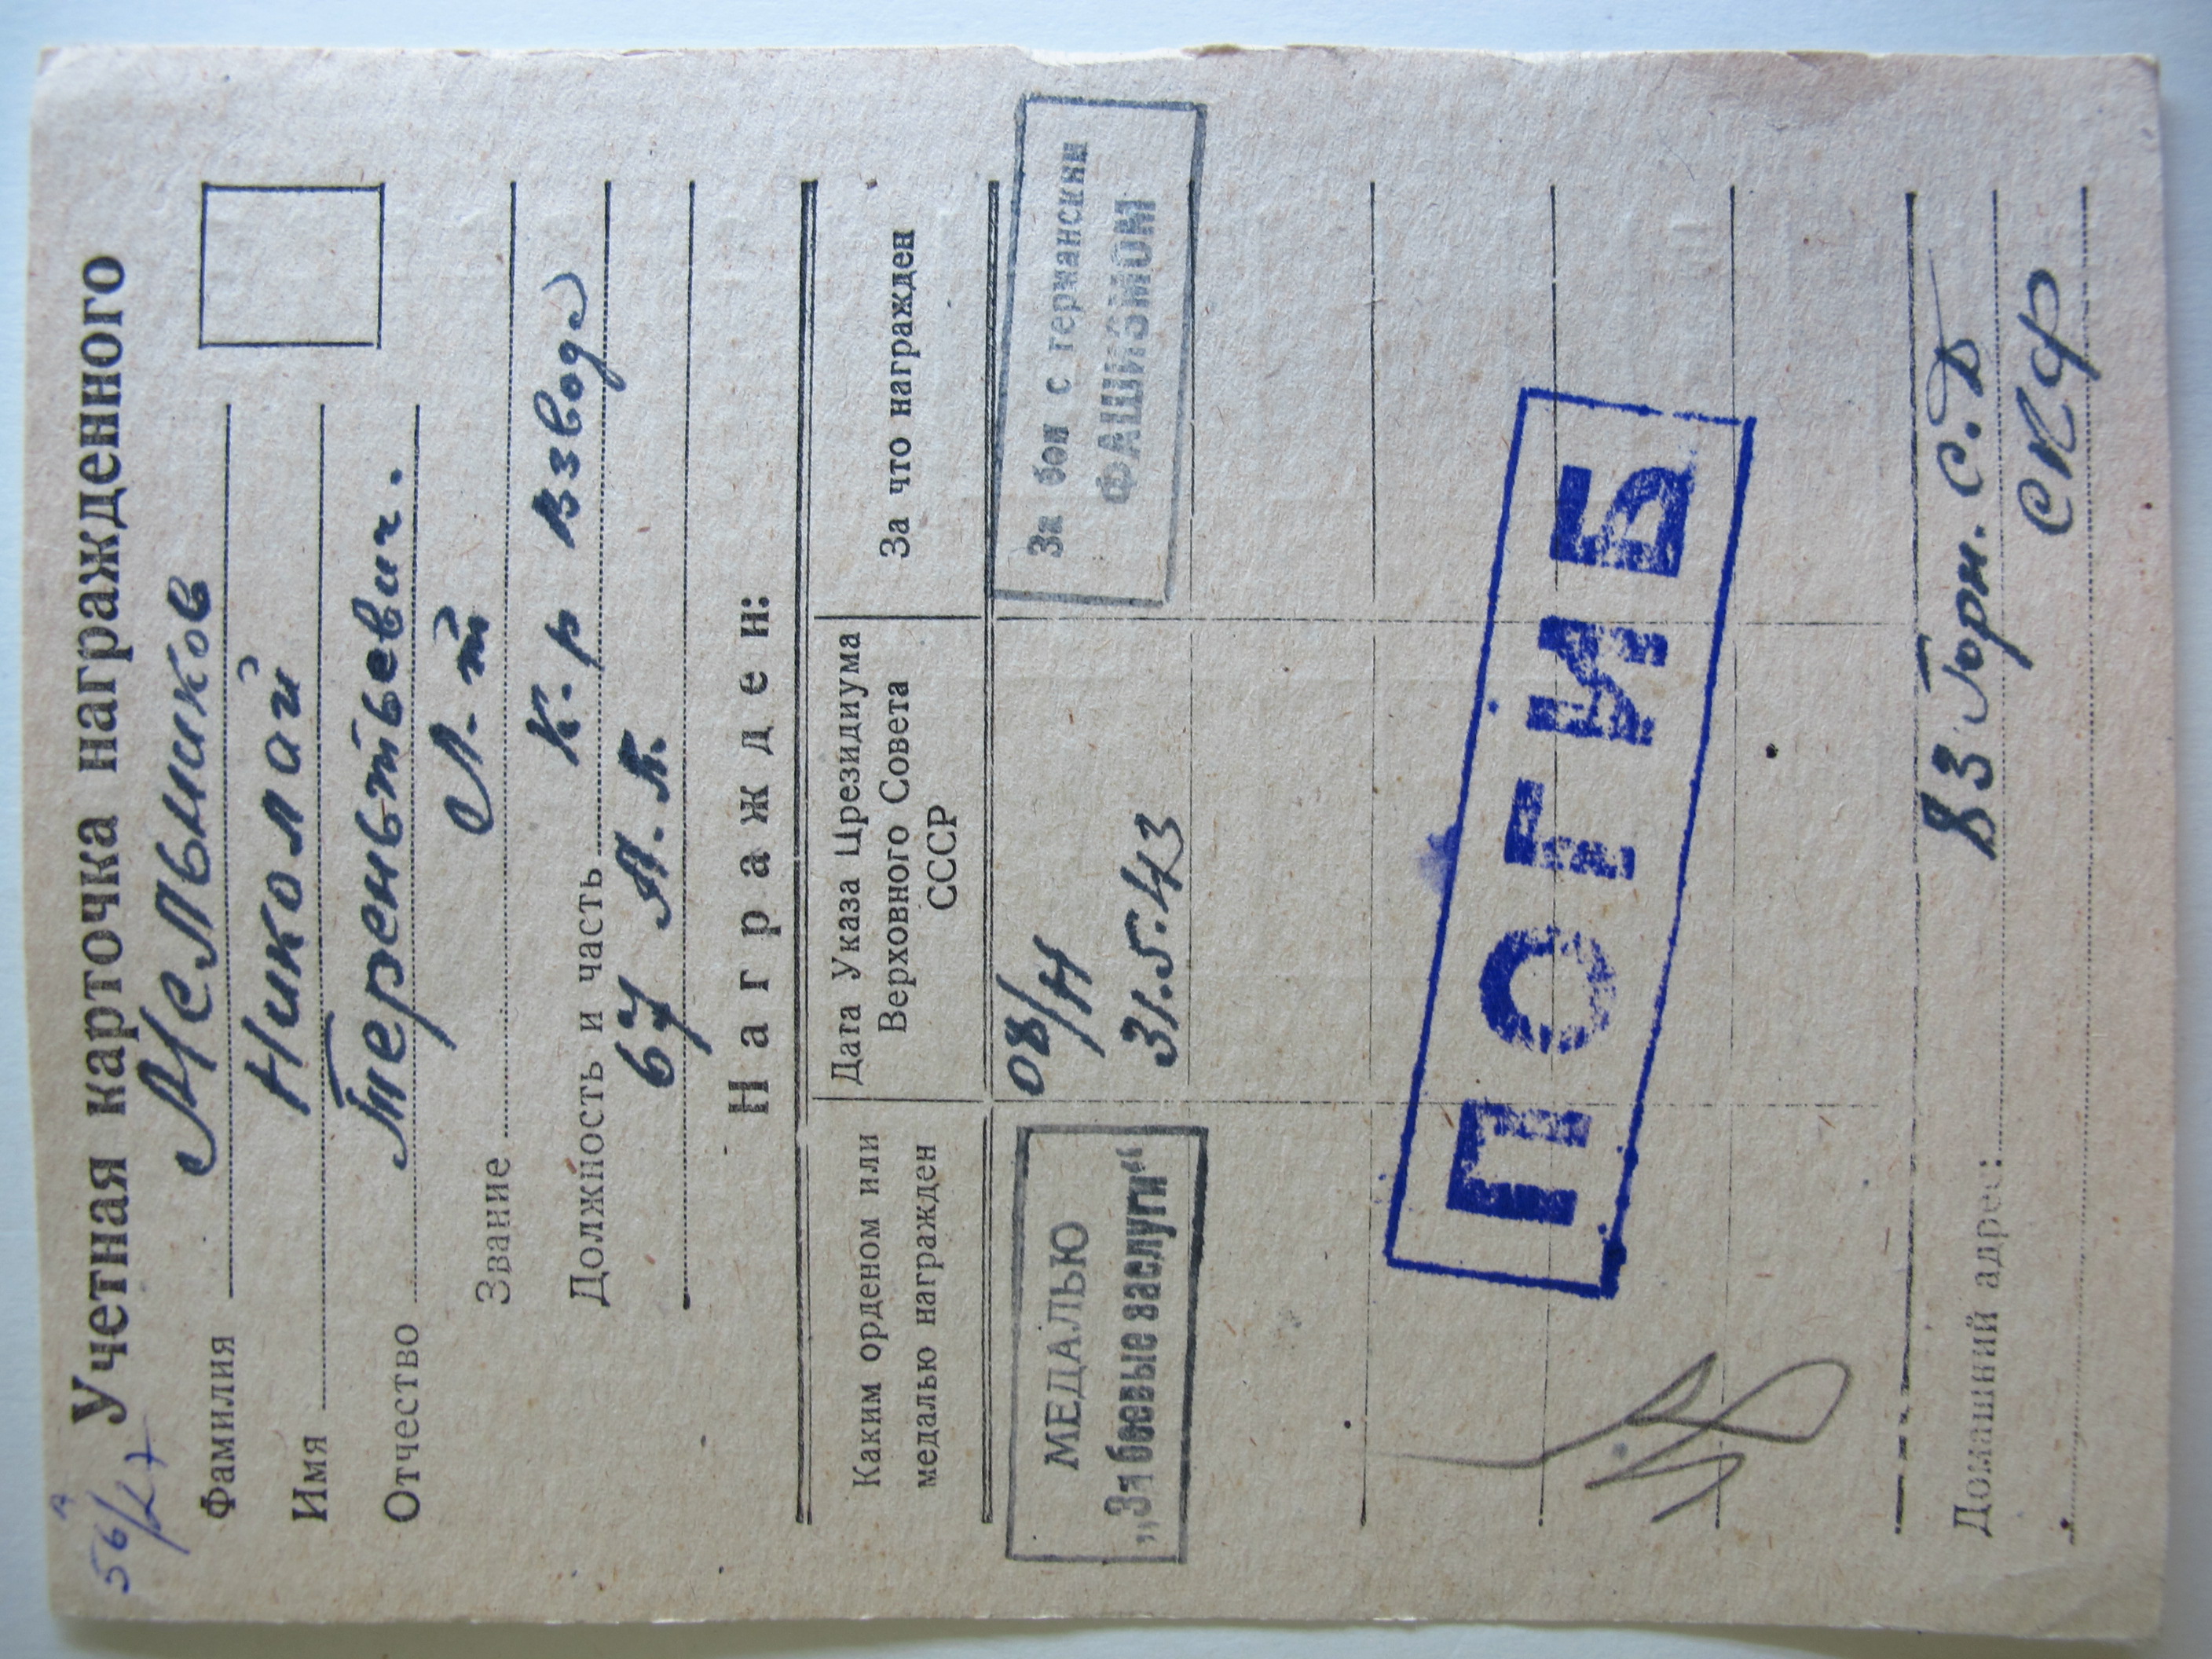 56/27
Учетная карточка награжденного
Фамилия Мельников
Имя Николай
Отчество Терентьевич.
Звание Л-т
Должность и часть К-р взвода
67 А.П.
Награжден:
Каким орденом или медалью награжден
Дата Указа Президиума Верховного Совета СССР
За что награжден
МЕДАЛЬЮ
„За боевые заслуги“
08/Н
31.5.43
За бои с германским
ФАШИЗМОМ
ПОГИБ
Домашний адрес: 83 Горн. С.Д
СКФ